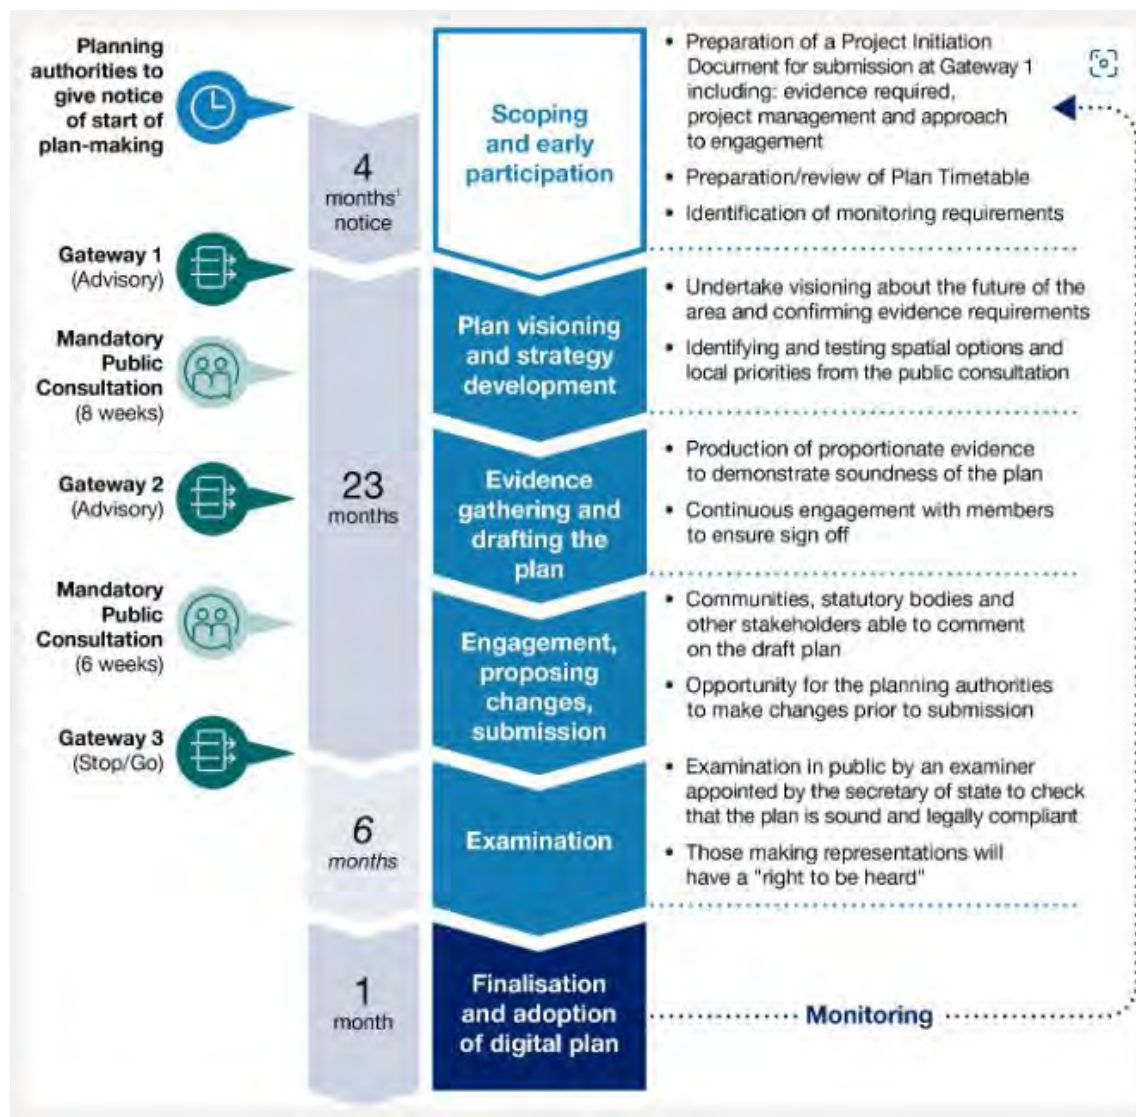 Planning
authorities to
give notice
of start of
plan-making
4
months'
notice
Scoping
and early
participation
• Preparation of a Project Initiation
Document for submission at Gateway 1
including: evidence required,
project management and approach
to engagement
• Preparation/review of Plan Timetable
• Identification of monitoring requirements
Gateway 1
(Advisory)
Mandatory
Public
Consultation
(8 weeks)
Gateway 2
(Advisory)
Mandatory
Public
Consultation
(6 weeks)
Gateway 3
(Stop/Go)
23
months
Plan visioning
and strategy
development
• Undertake visioning about the future of the
area and confirming evidence requirements
• Identifying and testing spatial options and
local priorities from the public consultation
Evidence
gathering and
drafting the
plan
• Production of proportionate evidence
to demonstrate soundness of the plan
• Continuous engagement with members
to ensure sign off
Engagement,
proposing
changes,
submission
• Communities, statutory bodies and
other stakeholders able to comment
on the draft plan
• Opportunity for the planning authorities
to make changes prior to submission
6
months
Examination
• Examination in public by an examiner
appointed by the secretary of state to check
that the plan is sound and legally compliant
• Those making representations will
have a "right to be heard"
1
month
Finalisation
and adoption
of digital plan
Monitoring